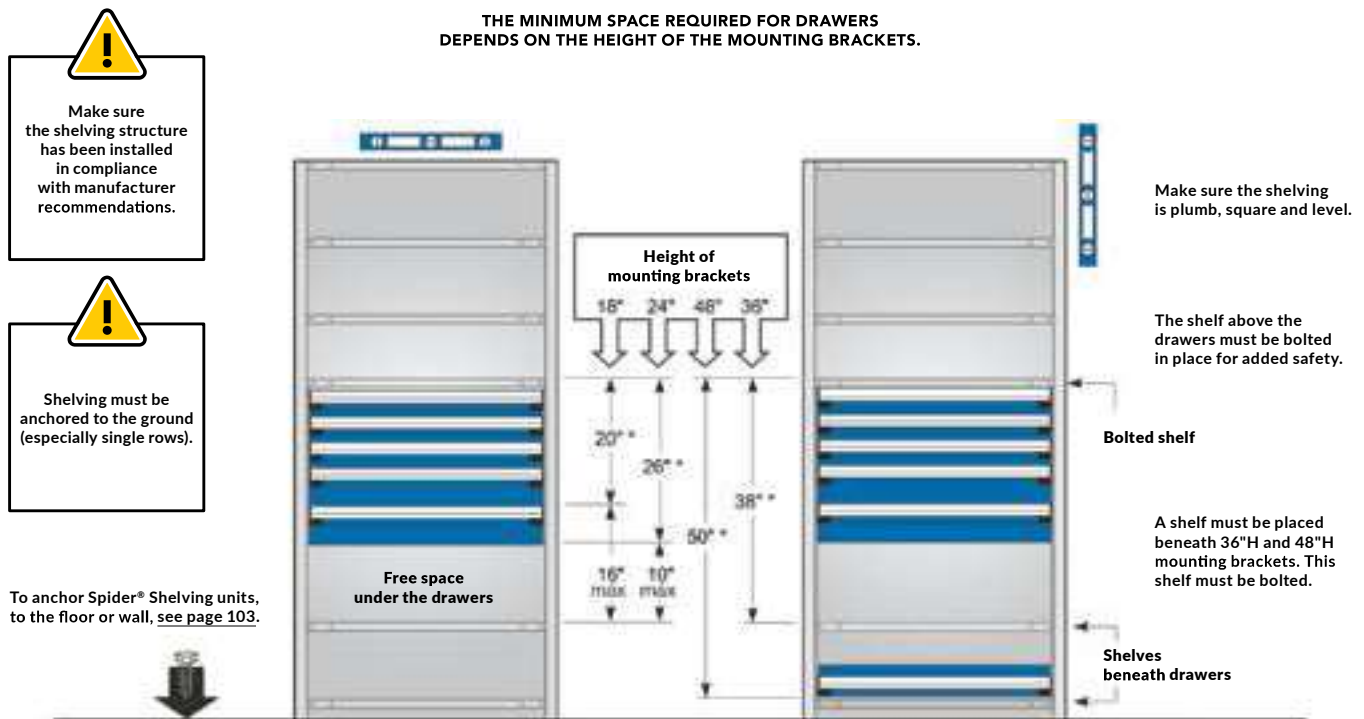 THE MINIMUM SPACE REQUIRED FOR DRAWERS
DEPENDS ON THE HEIGHT OF THE MOUNTING BRACKETS.
Make sure
the shelving structure
has been installed
in compliance
with manufacturer
recommendations.
Shelving must be
anchored to the ground
(especially single rows).
To anchor Spider® Shelving units,
to the floor or wall, see page 103.
Height of
mounting brackets
18" 24" 48" 36"
20" *
26" *
38" *
50" *
16" max
10" max
Free space
under the drawers
Make sure the shelving
is plumb, square and level.
The shelf above the
drawers must be bolted
in place for added safety.
Bolted shelf
A shelf must be placed
beneath 36"H and 48"H
mounting brackets. This
shelf must be bolted.
Shelves
beneath drawers